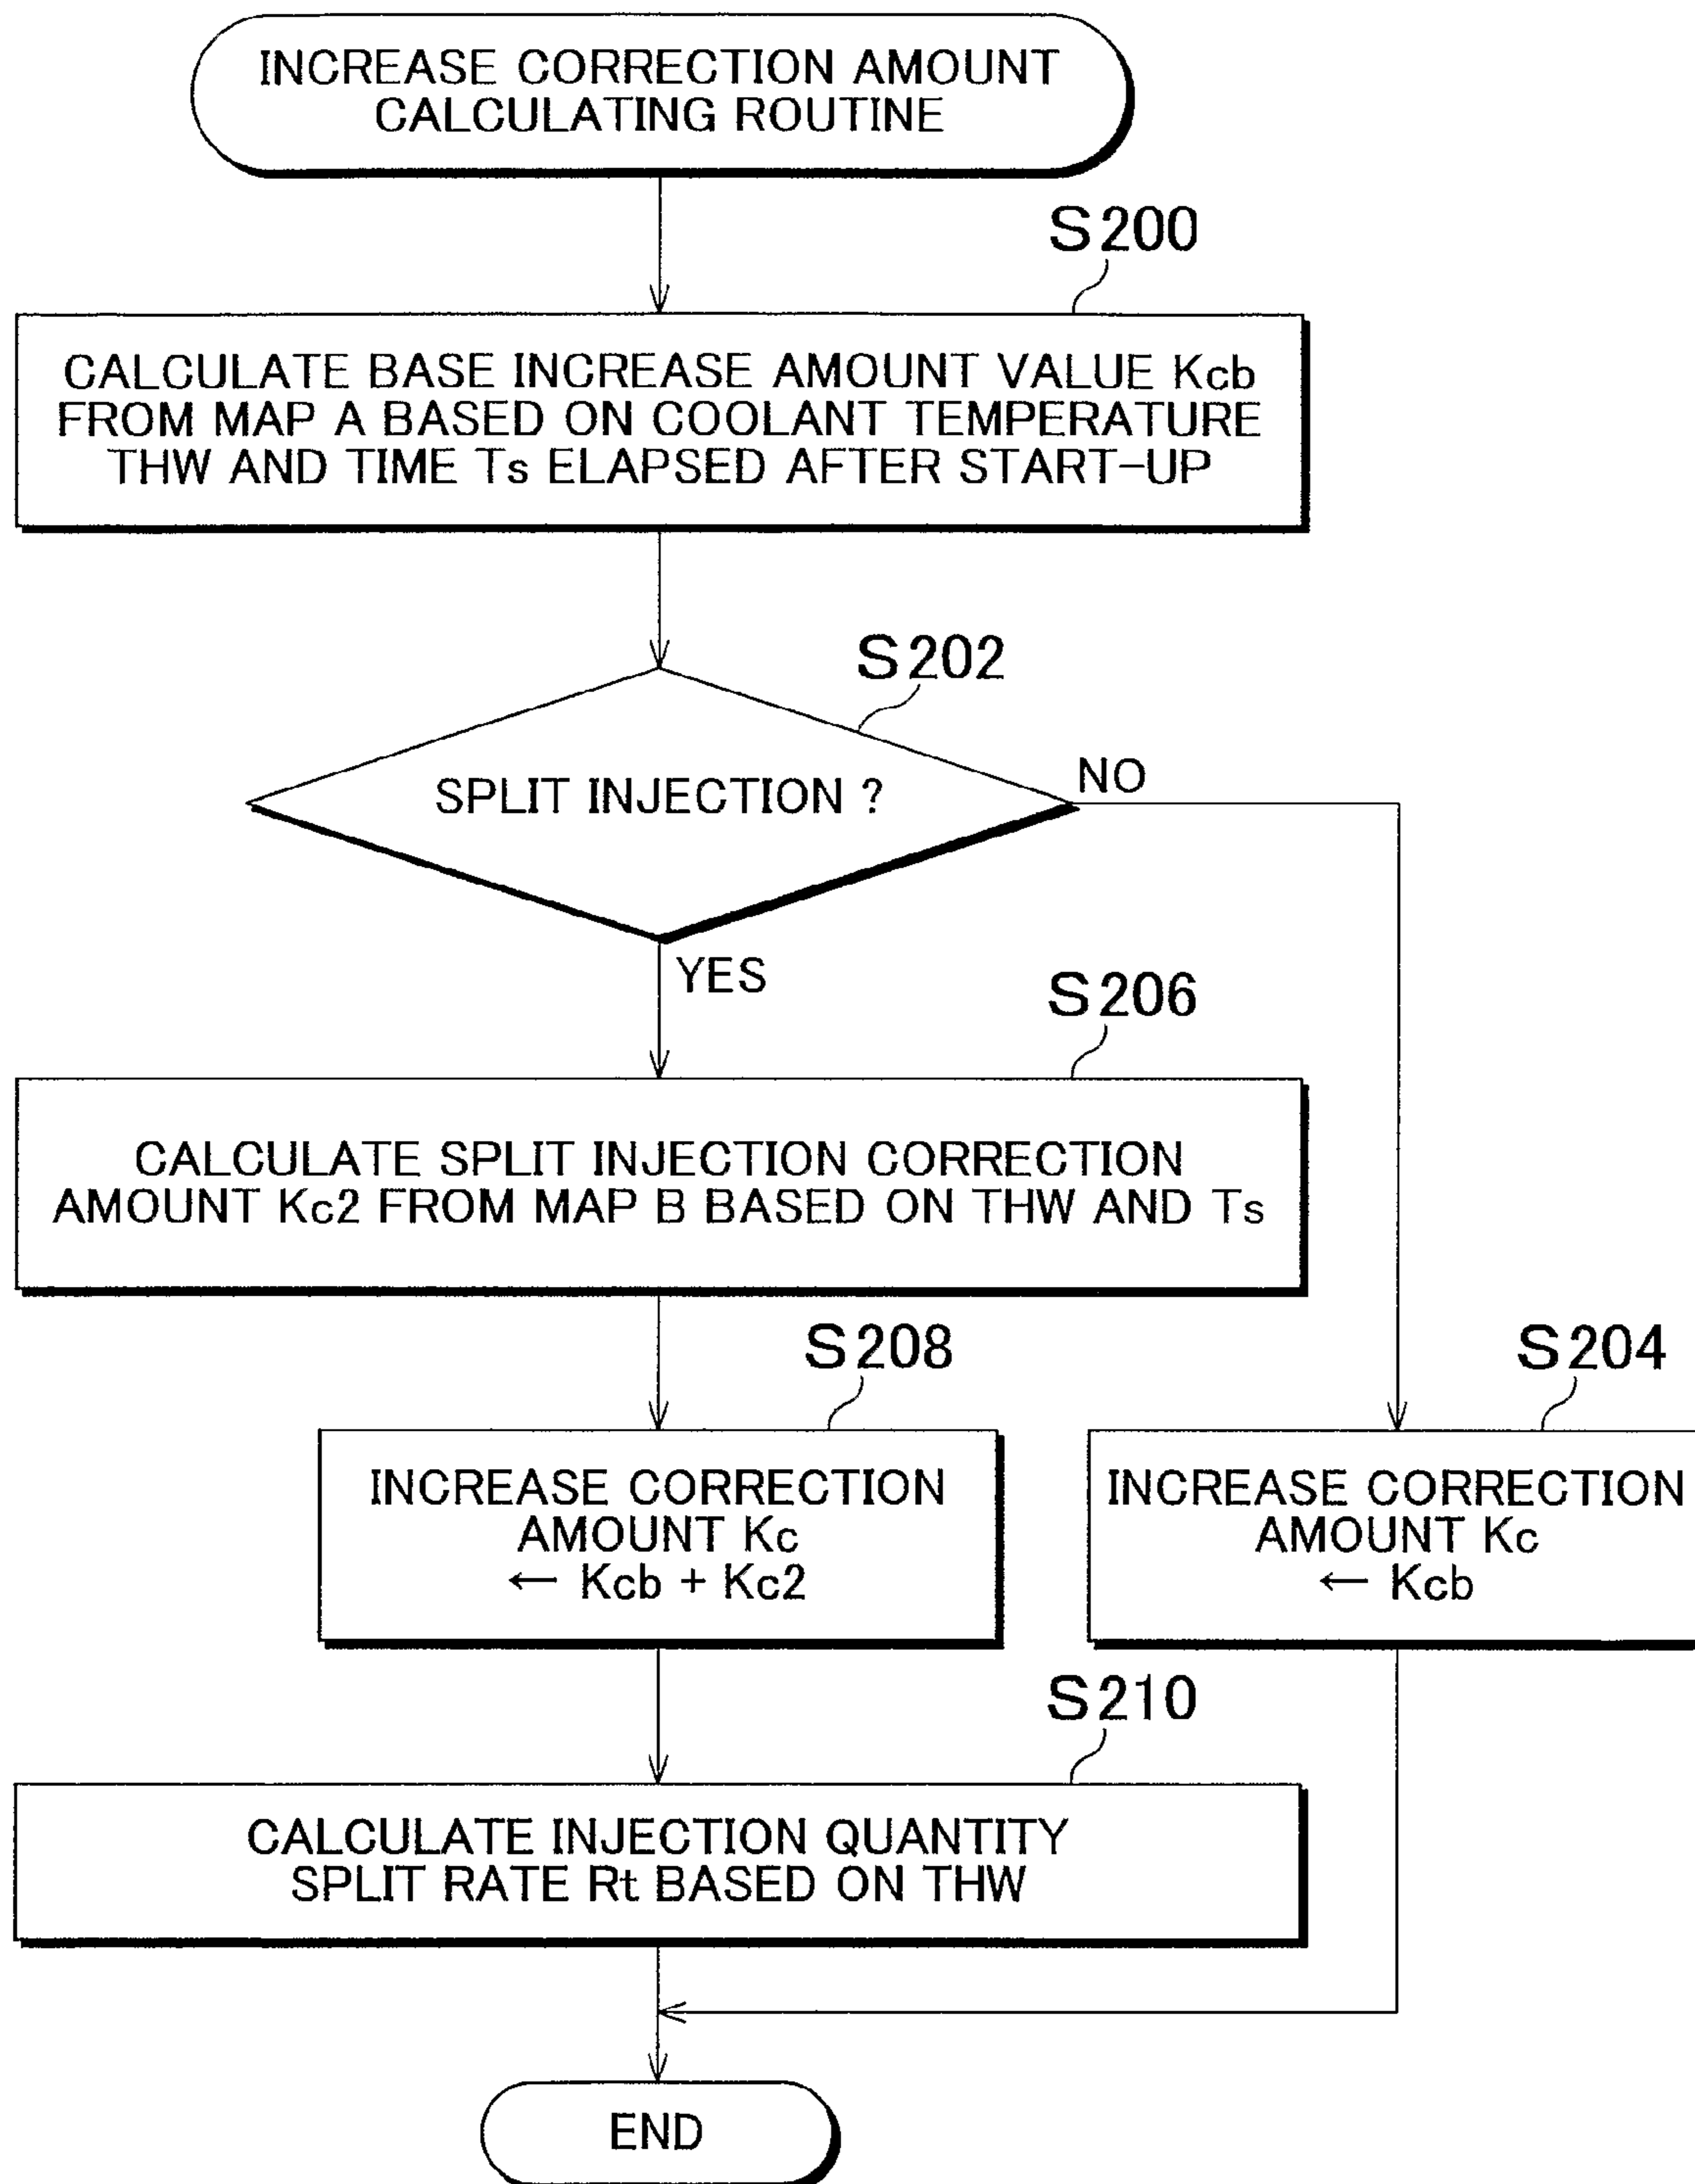 INCREASE CORRECTION AMOUNT
CALCULATING ROUTINE
S200
CALCULATE BASE INCREASE AMOUNT VALUE Kcb
FROM MAP A BASED ON COOLANT TEMPERATURE
THW AND TIME Ts ELAPSED AFTER START-UP
S202
SPLIT INJECTION ?
NO
YES
S206
CALCULATE SPLIT INJECTION CORRECTION
AMOUNT Kc2 FROM MAP B BASED ON THW AND Ts
S208
INCREASE CORRECTION
AMOUNT Kc
← Kcb + Kc2
S204
INCREASE CORRECTION
AMOUNT Kc
← Kcb
S210
CALCULATE INJECTION QUANTITY
SPLIT RATE Rt BASED ON THW
END